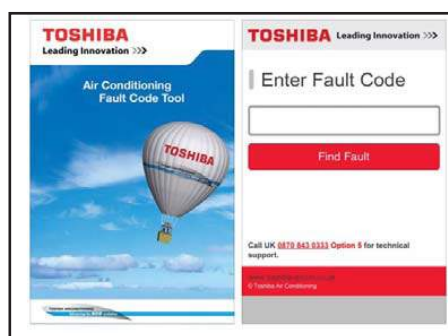 TOSHIBA
Leading Innovation >>>
Air Conditioning
Fault Code Tool
TOSHIBA
TOSHIBA Leading Innovation >>>
Enter Fault Code
Find Fault
Call UK 0870 843 0333 Option 5 for technical
support.
© Toshiba Air Conditioning